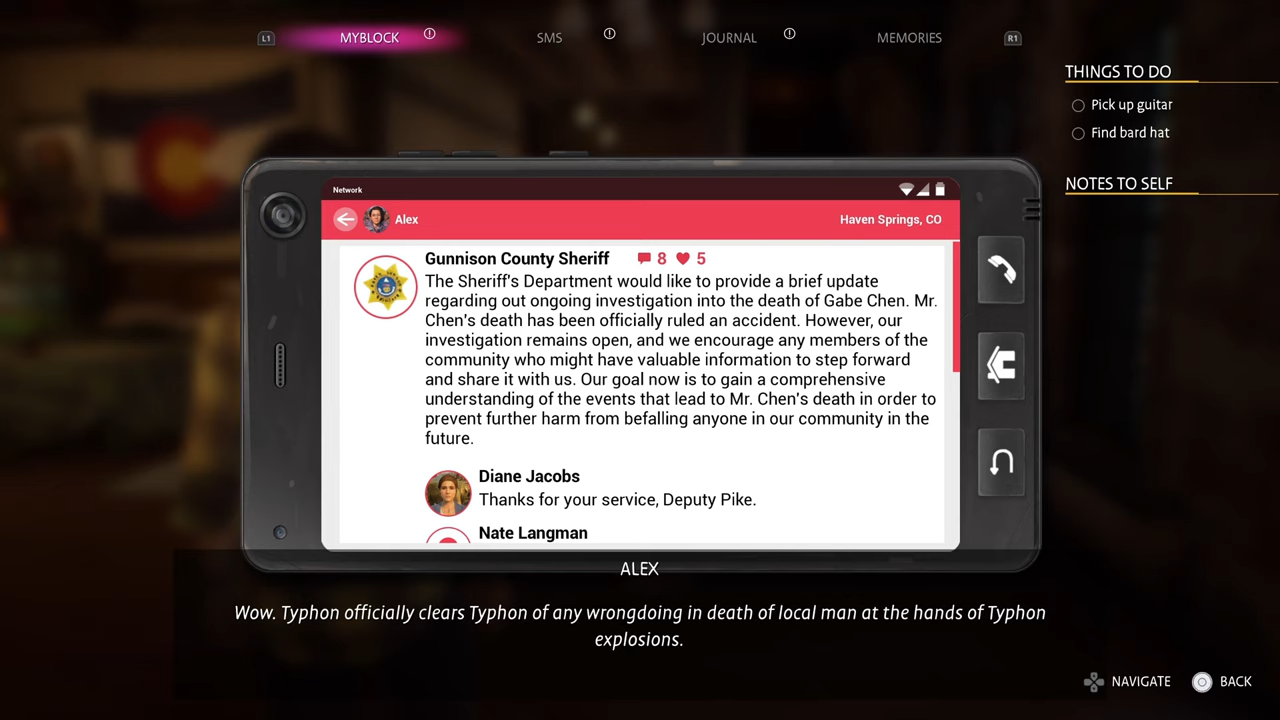 L1
MYBLOCK
SMS
JOURNAL
MEMORIES
R1
THINGS TO DO
Pick up guitar
Find bard hat
NOTES TO SELF
Network
Alex
Haven Springs, CO
Gunnison County Sheriff 8 5
The Sheriff's Department would like to provide a brief update
regarding out ongoing investigation into the death of Gabe Chen. Mr.
Chen's death has been officially ruled an accident. However, our
investigation remains open, and we encourage any members of the
community who might have valuable information to step forward
and share it with us. Our goal now is to gain a comprehensive
understanding of the events that lead to Mr. Chen's death in order to
prevent further harm from befalling anyone in our community in the
future.
Diane Jacobs
Thanks for your service, Deputy Pike.
Nate Langman
ALEX
Wow. Typhon officially clears Typhon of any wrongdoing in death of local man at the hands of Typhon
explosions.
NAVIGATE
BACK